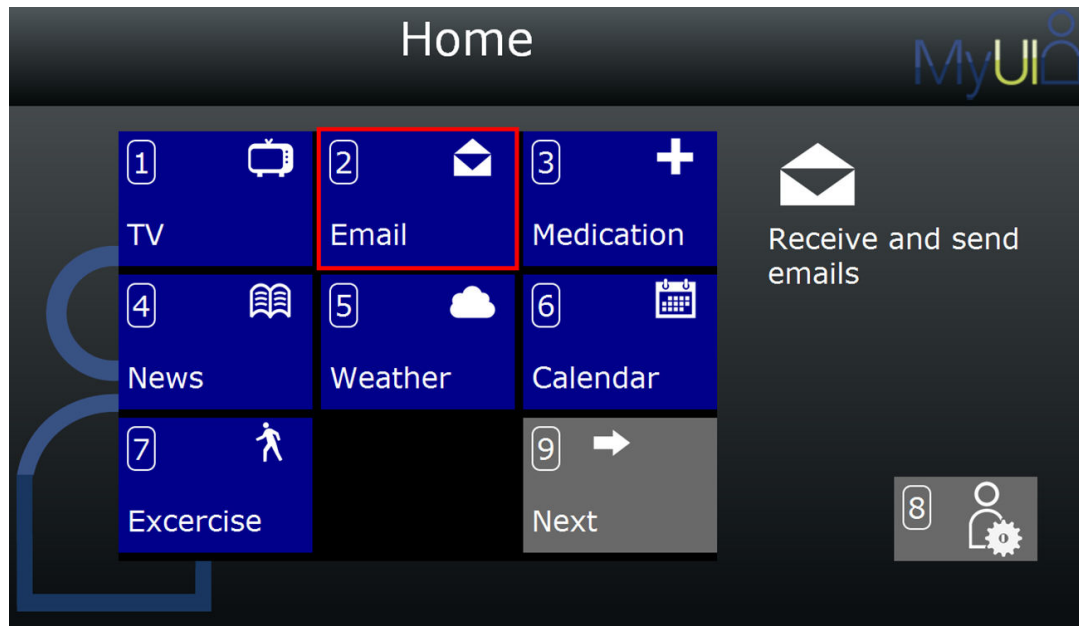 Home
MyUI
1
TV
2
Email
3
Medication
Receive and send
emails
4
News
5
Weather
6
Calendar
7
Excercise
9
Next
8